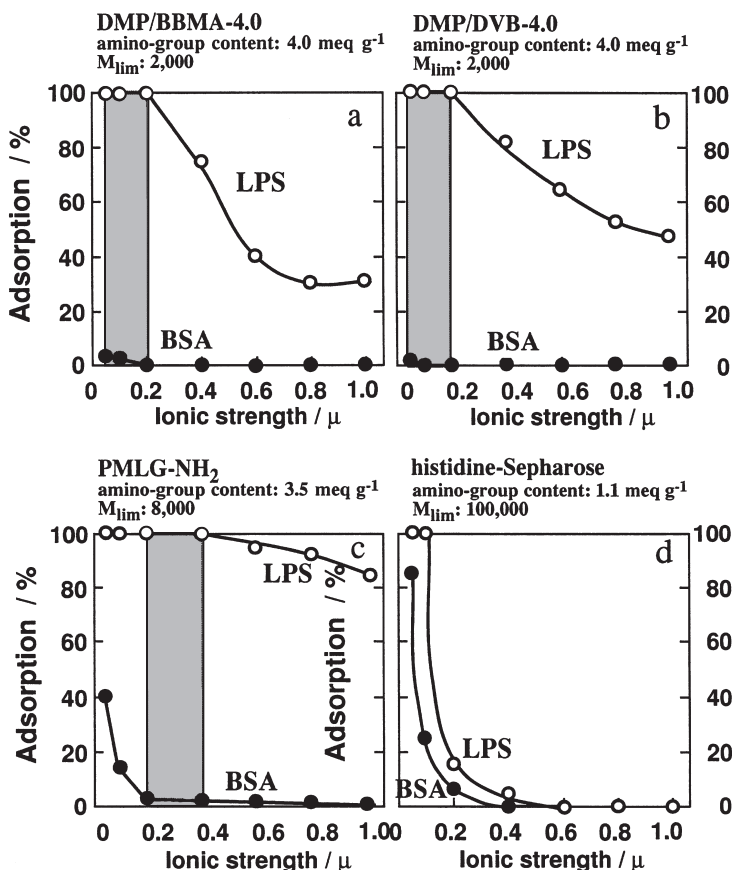 DMP/BBMA-4.0
amino-group content: 4.0 meq g-1
Mlim: 2,000
100
80
60
40
20
0
Adsorption / %
a
LPS
BSA
0 0.2 0.4 0.6 0.8 1.0
Ionic strength / μ
DMP/DVB-4.0
amino-group content: 4.0 meq g-1
Mlim: 2,000
b
LPS
BSA
100
80
60
40
20
0
0 0.2 0.4 0.6 0.8 1.0
Ionic strength / μ
PMLG-NH2
amino-group content: 3.5 meq g-1
Mlim: 8,000
100
80
60
40
20
0
Adsorption / %
c
LPS
BSA
0 0.2 0.4 0.6 0.8 1.0
Ionic strength / μ
histidine-Sepharose
amino-group content: 1.1 meq g-1
Mlim: 100,000
Adsorption / %
d
LPS
BSA
100
80
60
40
20
0
0 0.2 0.4 0.6 0.8 1.0
Ionic strength / μ